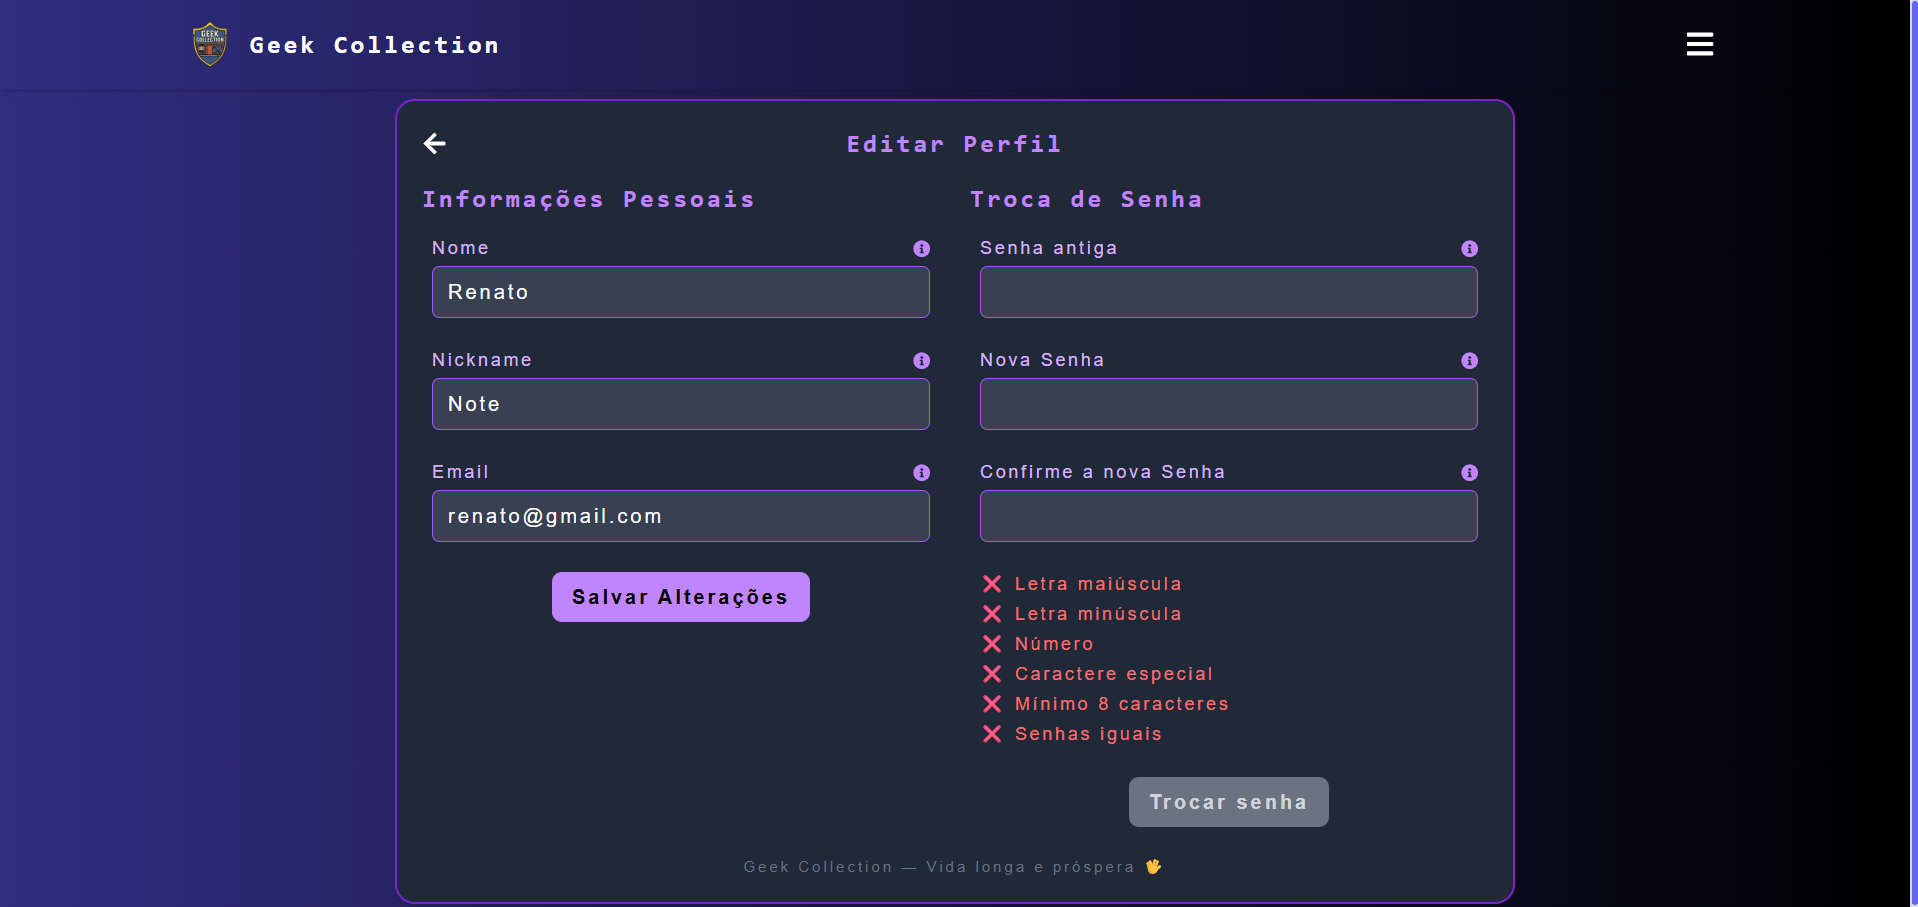 GEEK
COLLECTION
Geek Collection
Editar Perfil
Informações Pessoais
Nome
Renato
Nickname
Note
Email
renato@gmail.com
Salvar Alterações
Troca de Senha
Senha antiga
Nova Senha
Confirme a nova Senha
❌ Letra maiúscula
❌ Letra minúscula
❌ Número
❌ Caractere especial
❌ Mínimo 8 caracteres
❌ Senhas iguais
Trocar senha
Geek Collection — Vida longa e próspera 🖖